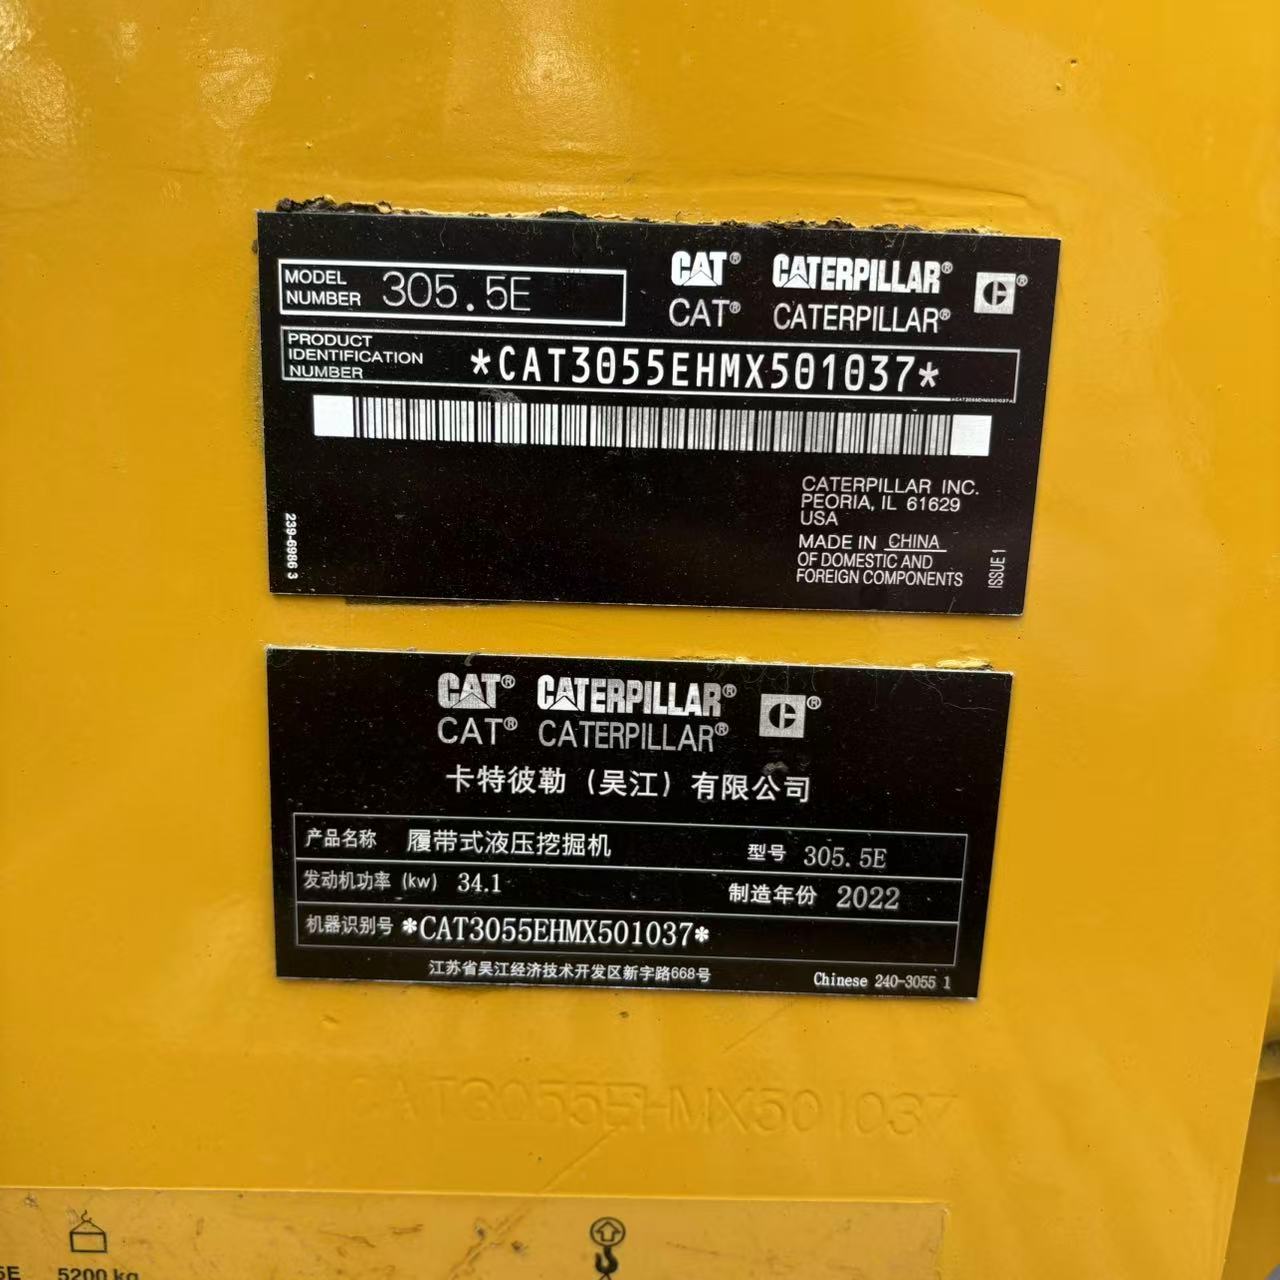 MODEL NUMBER 305.5E
CAT® CATERPILLAR® ®
CAT® CATERPILLAR®
PRODUCT IDENTIFICATION NUMBER *CAT3055EHMX501037*
CATERPILLAR INC.
PEORIA, IL 61629
USA
MADE IN CHINA
OF DOMESTIC AND
FOREIGN COMPONENTS
239-6986 3
ISSUE 1
CAT® CATERPILLAR® ®
CAT® CATERPILLAR®
卡特彼勒（吴江）有限公司
产品名称 履带式液压挖掘机 型号 305.5E
发动机功率 (kw) 34.1 制造年份 2022
机器识别号 *CAT3055EHMX501037*
江苏省吴江经济技术开发区新字路668号
Chinese 240-3055 1
CAT3055EHMX501037
5E 5200 kg